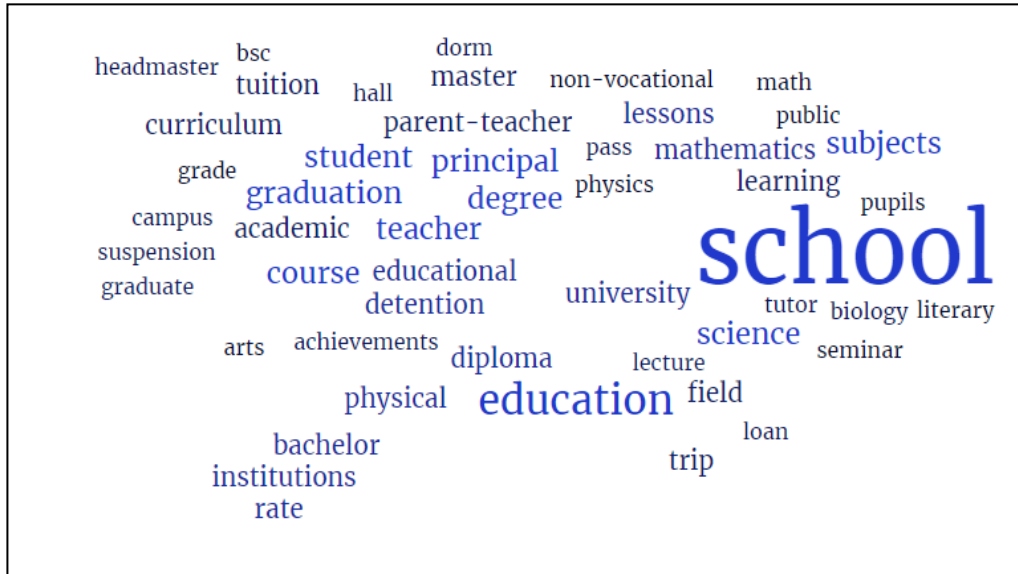 dorm
bsc
headmaster
tuition
hall
master
non-vocational
math
curriculum
parent-teacher
lessons
public
student
principal
pass
mathematics
subjects
grade
graduation
degree
physics
learning
pupils
campus
academic
teacher
school
suspension
graduate
course
educational
detention
university
tutor
biology
literary
arts
achievements
diploma
lecture
science
seminar
physical
education
field
bachelor
loan
institutions
trip
rate